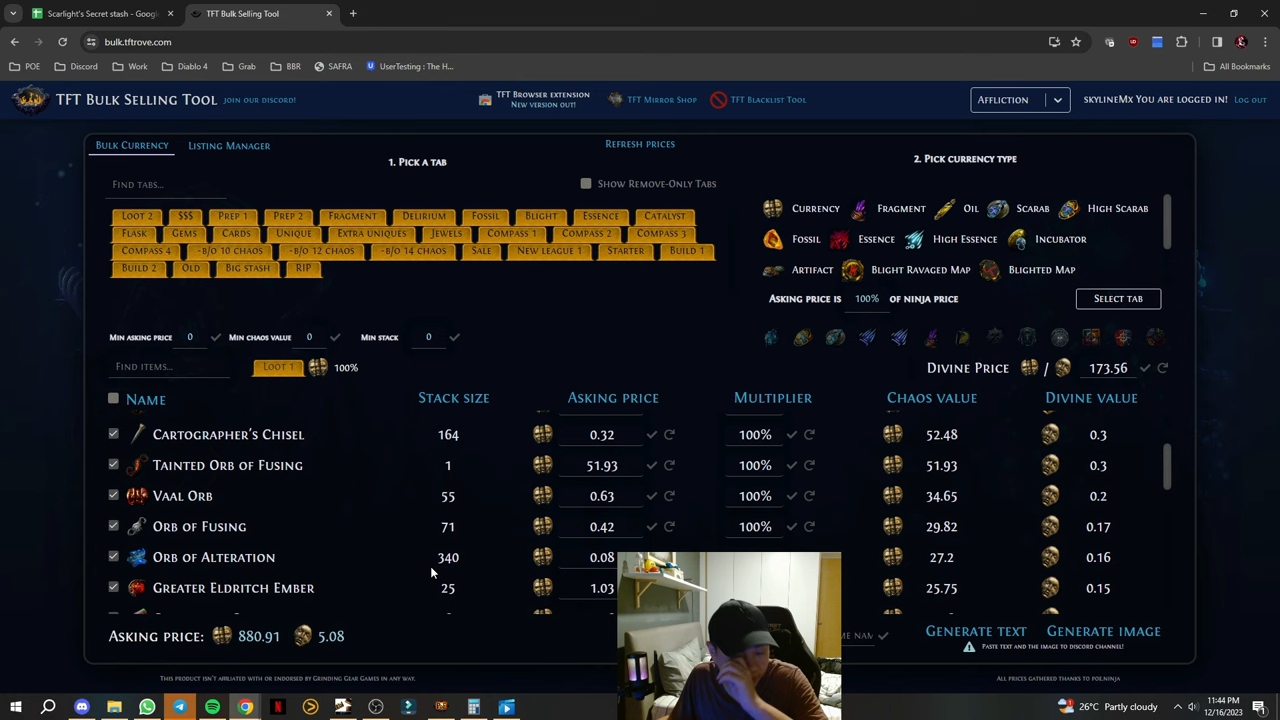 Scarlight's Session Gains -
TFT Bulk Selling Tool
bulk.tftrove.com
POE
Discord
Work
Diablo 4
Grab
BBR
SAFRA
UserTesting : The H...
All Bookmarks
TFT Bulk Selling Tool
join our discord!
TFT Browser extension
New version out!
TFT Mirror Shop
TFT Blacklist Tool
Affliction
skylineMx You are logged in!
Log out
Bulk Currency
Listing Manager
Refresh prices
1. Pick a tab
2. Pick currency type
Find tabs...
Show Remove-Only Tabs
Loot 2
$$$
Prep 1
Prep 2
Fragment
Delirium
Fossil
Blight
Essence
Catalyst
Flask
Gems
Cards
Unique
Extra uniques
Jewels
Compass 1
Compass 2
Compass 3
Compass 4
-b/o 10 chaos
-b/o 12 chaos
-b/o 14 chaos
Sale
New league 1
Starter
Build 1
Build 2
Old
Big stash
RIP
Currency
Fragment
Oil
Scarab
High Scarab
Fossil
Essence
High Essence
Incubator
Artifact
Blight Ravaged Map
Blighted Map
Asking price is 100% of ninja price
Select tab
Min asking price 0
Min chaos value 0
Min stack 0
Find items...
Loot 1
100%
Divine Price / 173.56
Name
Stack size
Asking price
Multiplier
Chaos value
Divine value
Cartographer's Chisel 164 0.32 100% 52.48 0.3
Tainted Orb of Fusing 1 51.93 100% 51.93 0.3
Vaal Orb 55 0.63 100% 34.65 0.2
Orb of Fusing 71 0.42 100% 29.82 0.17
Orb of Alteration 340 0.08 27.2 0.16
Greater Eldritch Ember 25 1.03 25.75 0.15
Asking price: 880.91 5.08
Generate text
Generate image
Paste text and the image to discord channel!
This product isn't affiliated with or endorsed by Grinding Gear Games in any way.
All prices gathered thanks to poe.ninja
26°C Partly cloudy
11:44 PM
12/16/2023